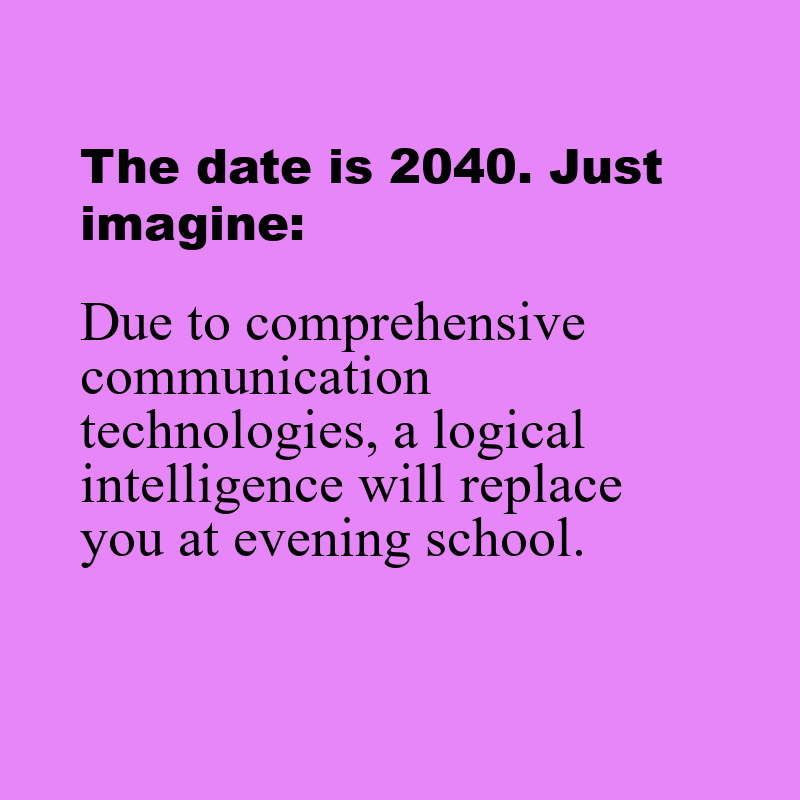 The date is 2040. Just
imagine:
Due to comprehensive
communication
technologies, a logical
intelligence will replace
you at evening school.